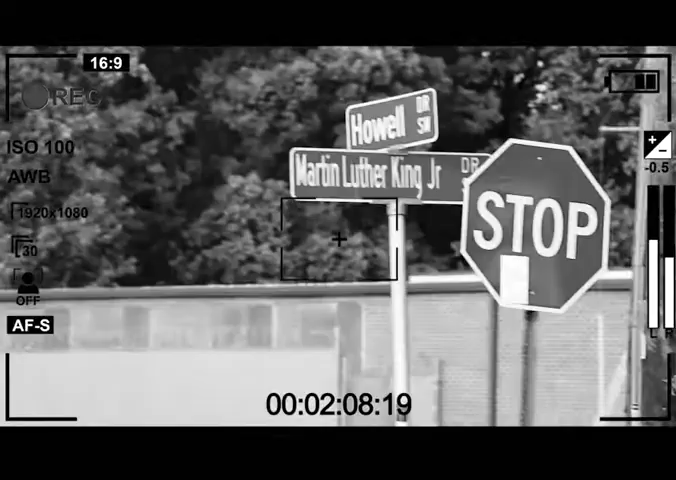 16:9
REC
ISO 100
AWB
1920x1080
30
OFF
AF-S
Howell DR SW
Martin Luther King Jr DR
STOP
+
-
-0.5
L R
00:02:08:19